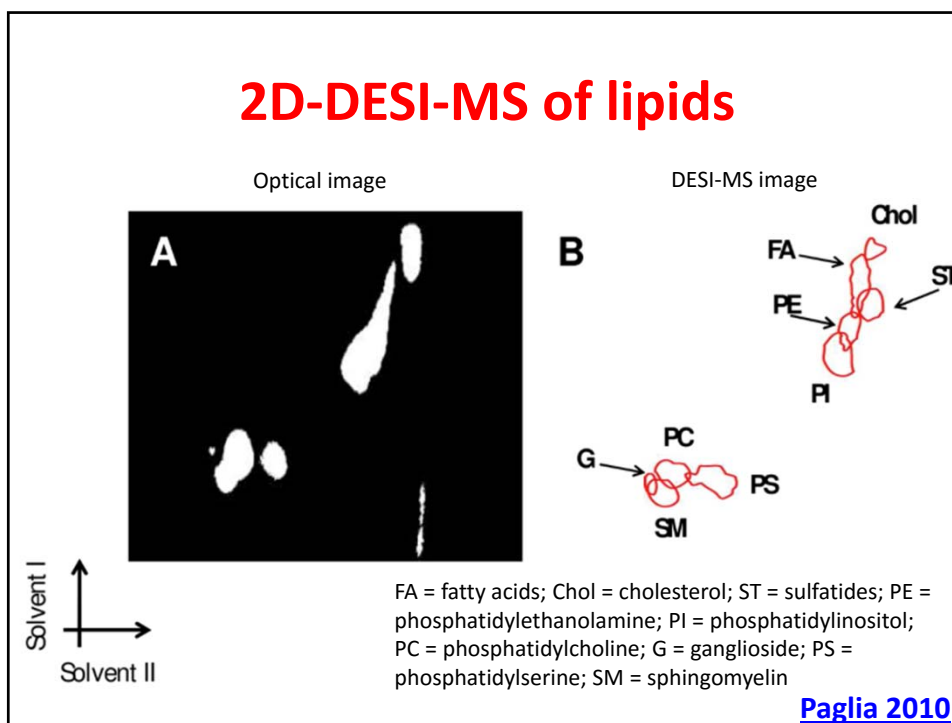 2D-DESI-MS of lipids
Optical image
DESI-MS image
A
B
Chol
FA
ST
PE
PI
PC
G
PS
SM
Solvent I
Solvent II
FA = fatty acids; Chol = cholesterol; ST = sulfatides; PE =
phosphatidylethanolamine; PI = phosphatidylinositol;
PC = phosphatidylcholine; G = ganglioside; PS =
phosphatidylserine; SM = sphingomyelin
Paglia 2010